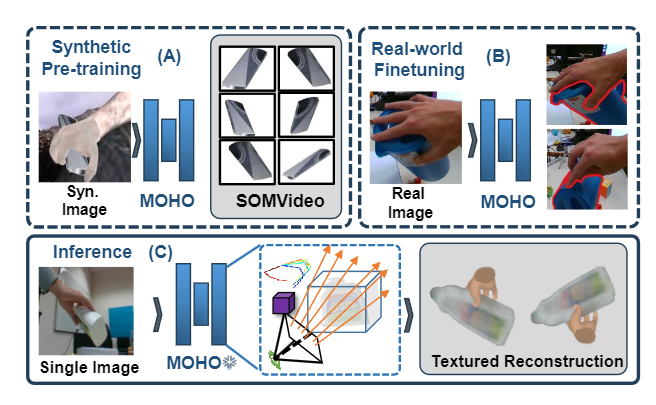 Synthetic
Pre-training
(A)
Syn.
Image
MOHO
SOMVideo
Real-world
Finetuning
(B)
Real
Image
MOHO
Inference
(C)
Single Image
MOHO
Textured Reconstruction